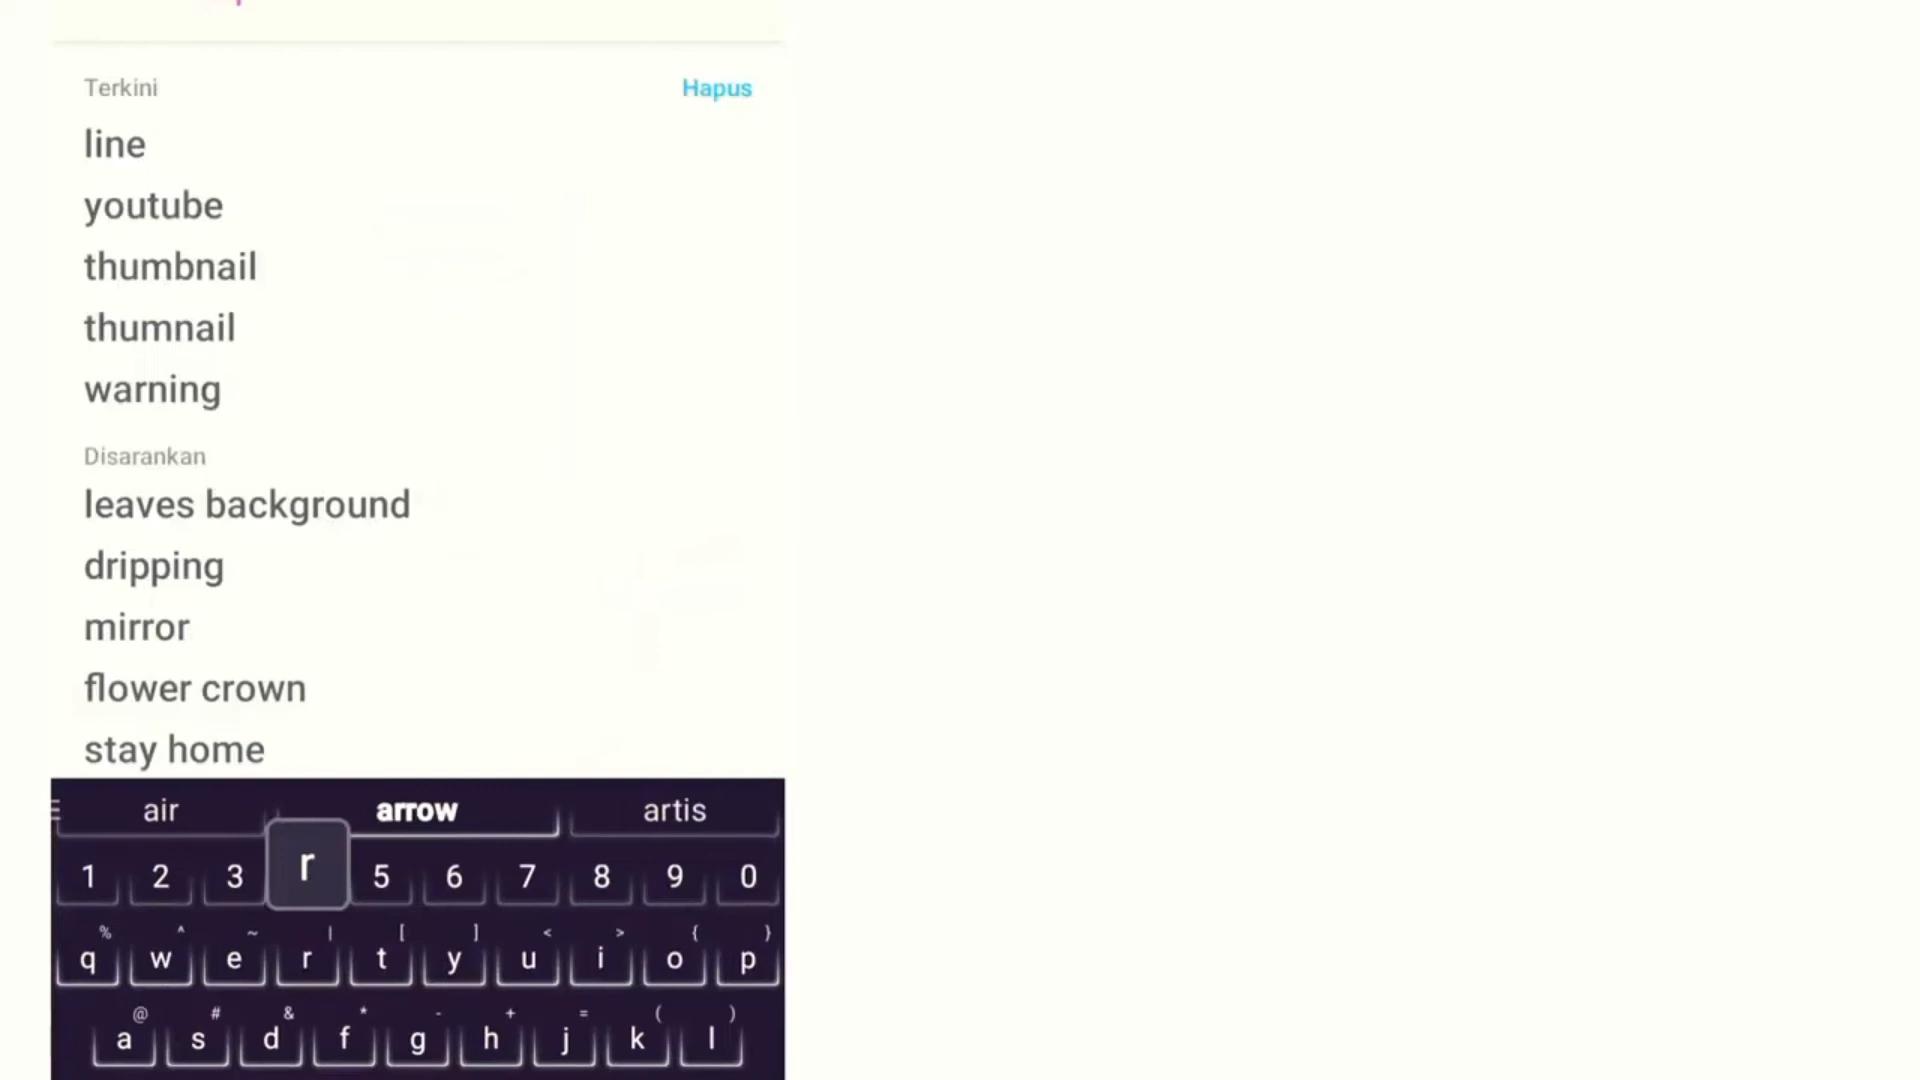 Terkini Hapus
line
youtube
thumbnail
thumnail
warning
Disarankan
leaves background
dripping
mirror
flower crown
stay home
air arrow artis
1 2 3 r 5 6 7 8 9 0
% ^ ~ | [ ] < > { }
q w e r t y u i o p
@ # & * - + = ( )
a s d f g h j k l